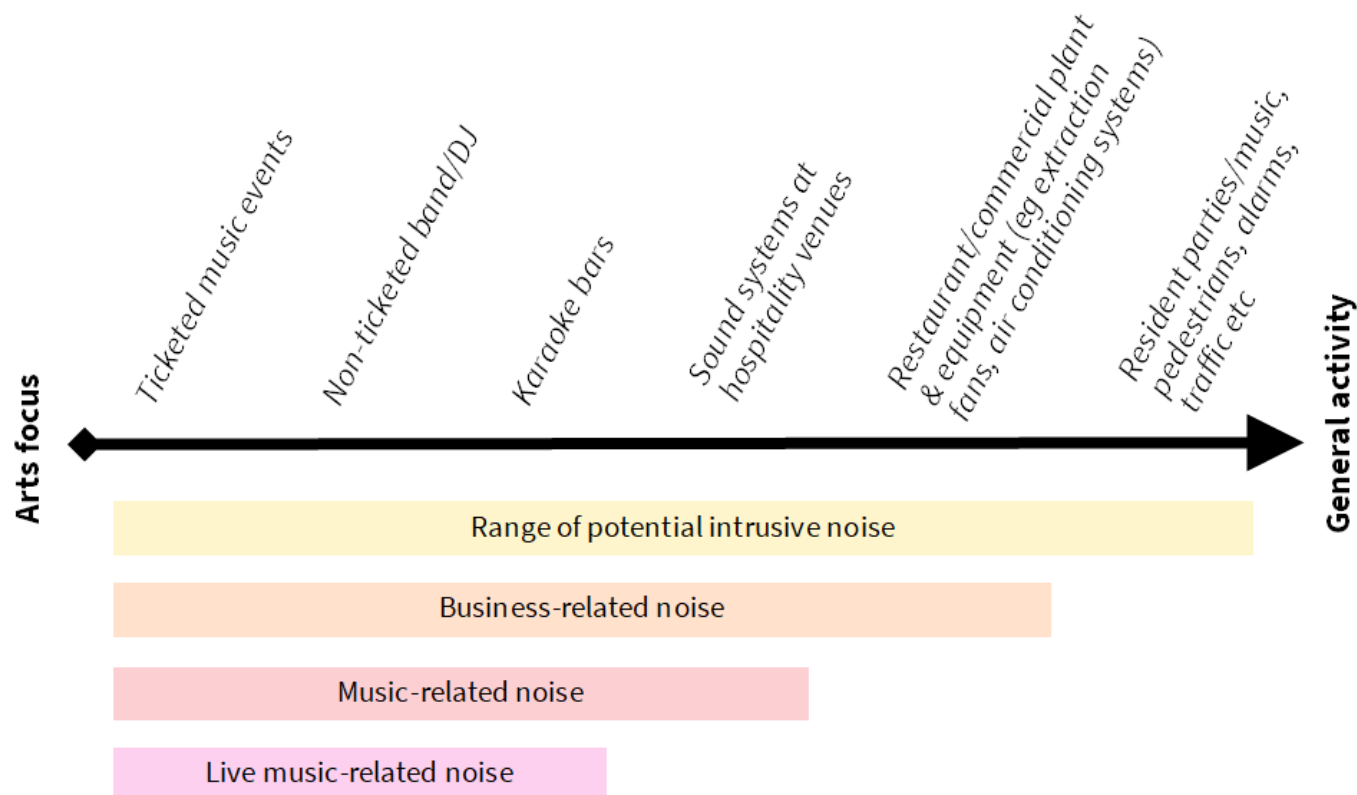 Arts focus
Ticketed music events
Non-ticketed band/DJ
Karaoke bars
Sound systems at
hospitality venues
Restaurant/commercial plant
& equipment (eg extraction
fans, air conditioning systems)
Resident parties/music,
pedestrians, alarms,
traffic etc
General activity
Range of potential intrusive noise
Business-related noise
Music-related noise
Live music-related noise